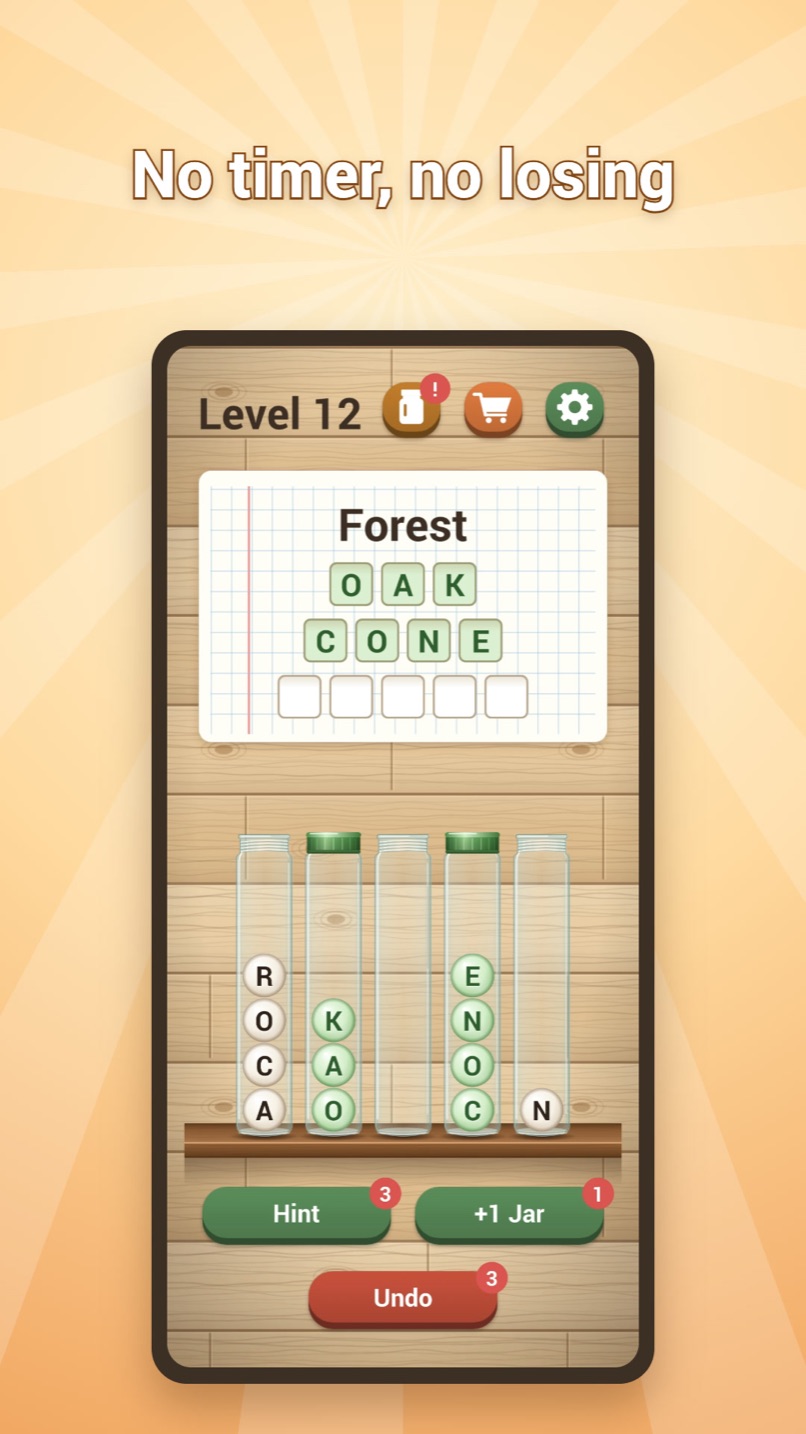 No timer, no losing
Level 12
!
Forest
O A K
C O N E
R E
O K N
C A O
A O C N
Hint 3
+1 Jar 1
Undo 3